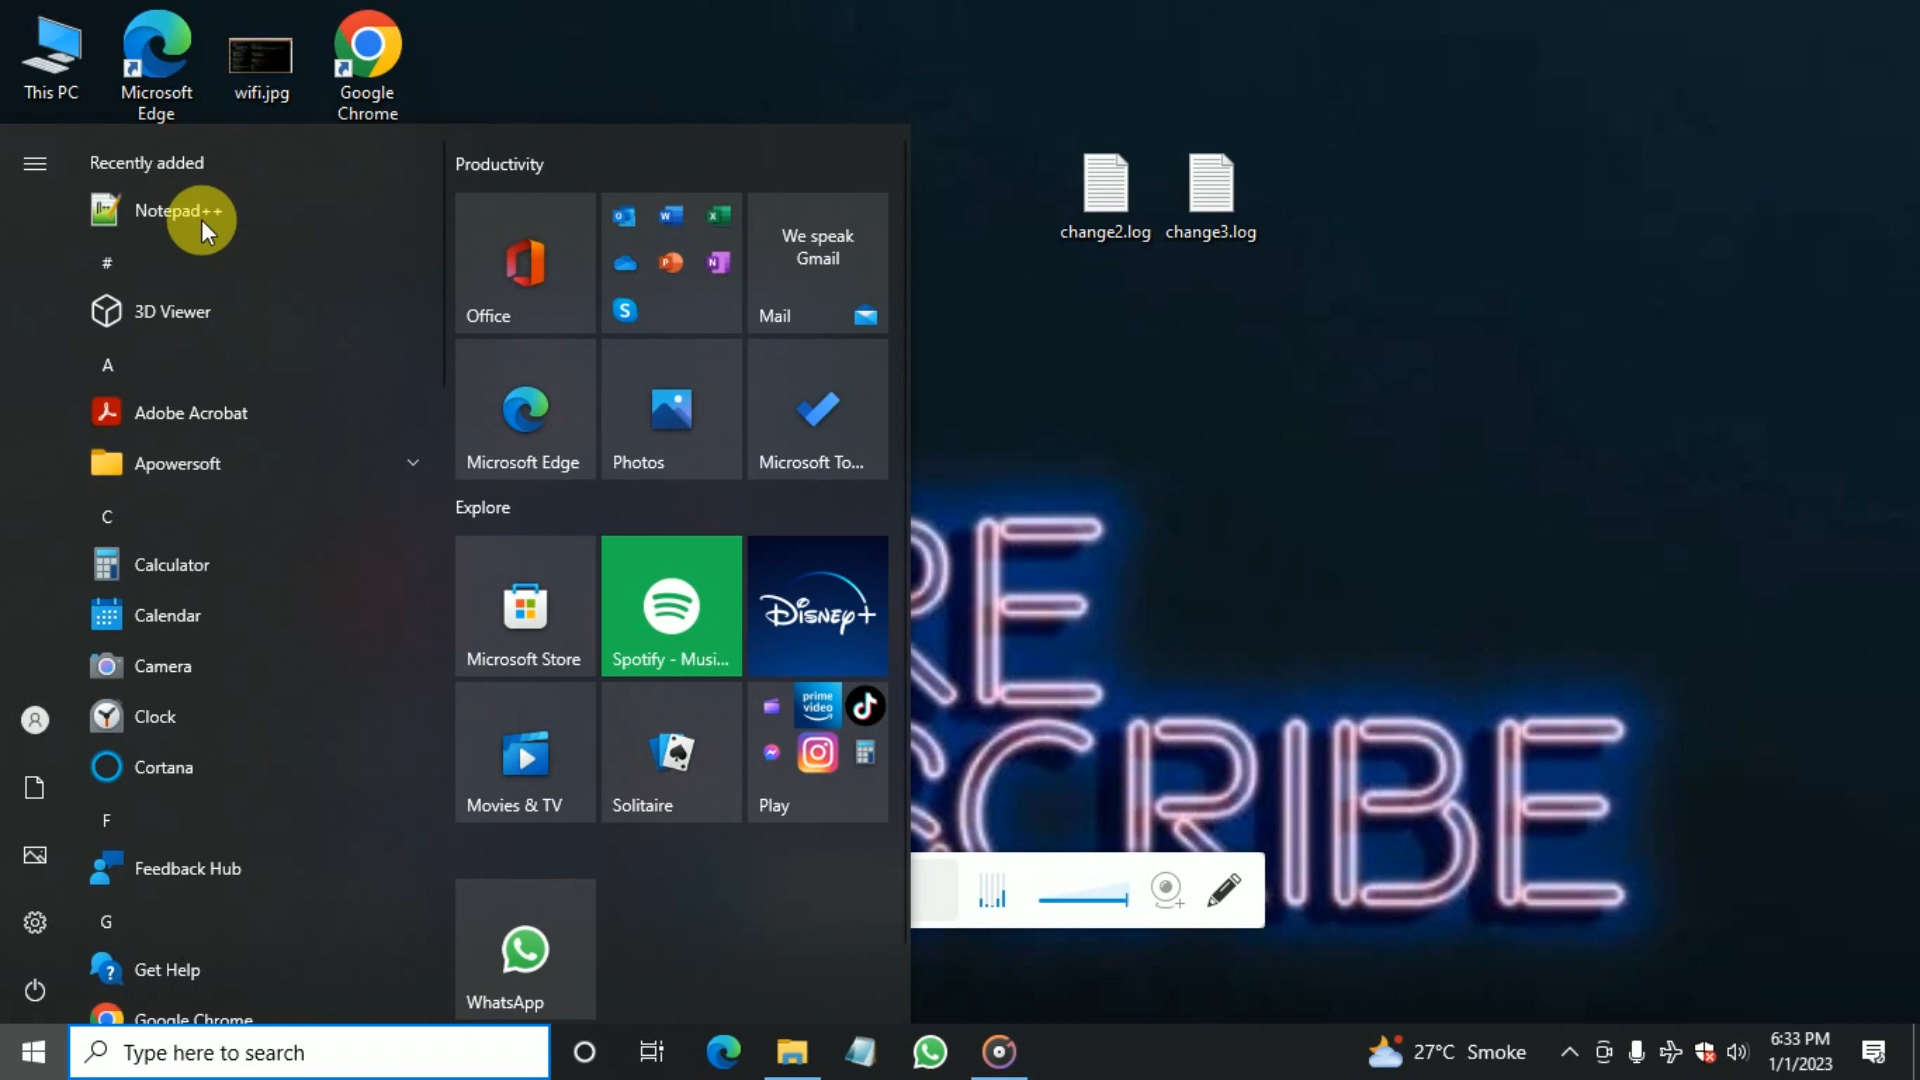 This PC
Microsoft
Edge
wifi.jpg
Google
Chrome
change2.log
change3.log
Recently added
Notepad++
#
3D Viewer
A
Adobe Acrobat
Apowersoft
C
Calculator
Calendar
Camera
Clock
Cortana
F
Feedback Hub
G
Get Help
Google Chrome
Productivity
Office
We speak
Gmail
Mail
Microsoft Edge
Photos
Microsoft To...
Explore
Microsoft Store
Spotify - Musi...
Disney+
Movies & TV
Solitaire
prime
video
Play
WhatsApp
RE
SCRIBE
Type here to search
27°C Smoke
6:33 PM
1/1/2023